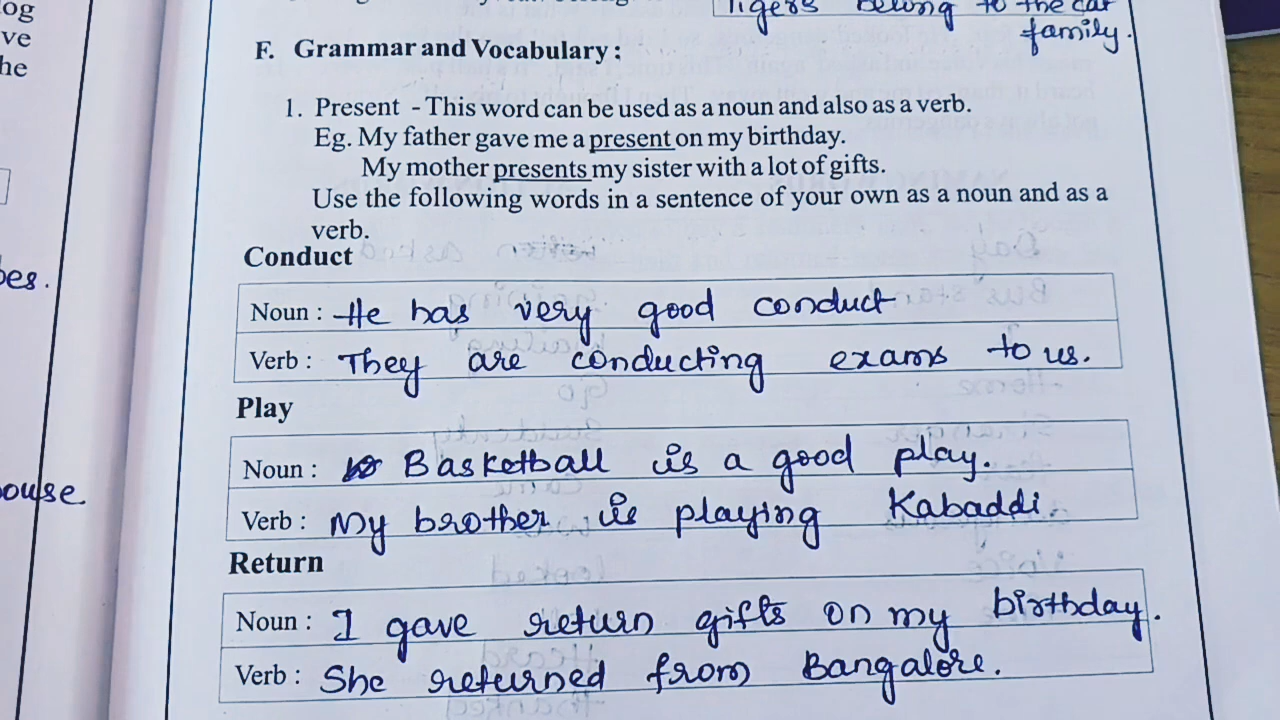 og
ve
he
Tigers belong to the cat
family.
F. Grammar and Vocabulary :
1. Present - This word can be used as a noun and also as a verb.
Eg. My father gave me a present on my birthday.
My mother presents my sister with a lot of gifts.
Use the following words in a sentence of your own as a noun and as a
verb.
Conduct
Noun : He has very good conduct
Verb : They are conducting exams to us.
Play
Noun : Basketball is a good play.
Verb : My brother is playing Kabaddi.
Return
Noun : I gave return gifts on my birthday.
Verb : She returned from Bangalore.